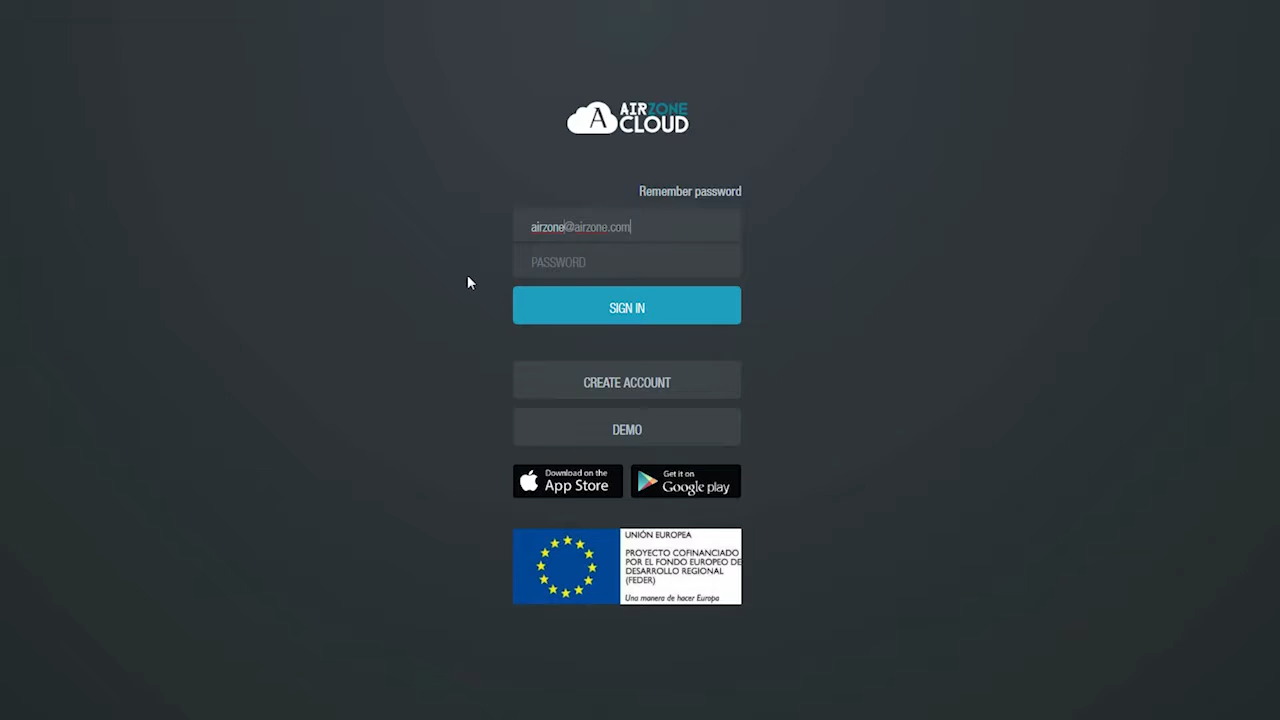 A AIRZONE
CLOUD
Remember password
airzone@airzone.com
PASSWORD
SIGN IN
CREATE ACCOUNT
DEMO
Download on the
App Store
Get it on
Google play
UNIÓN EUROPEA
PROYECTO COFINANCIADO
POR EL FONDO EUROPEO DE
DESARROLLO REGIONAL
(FEDER)
Una manera de hacer Europa